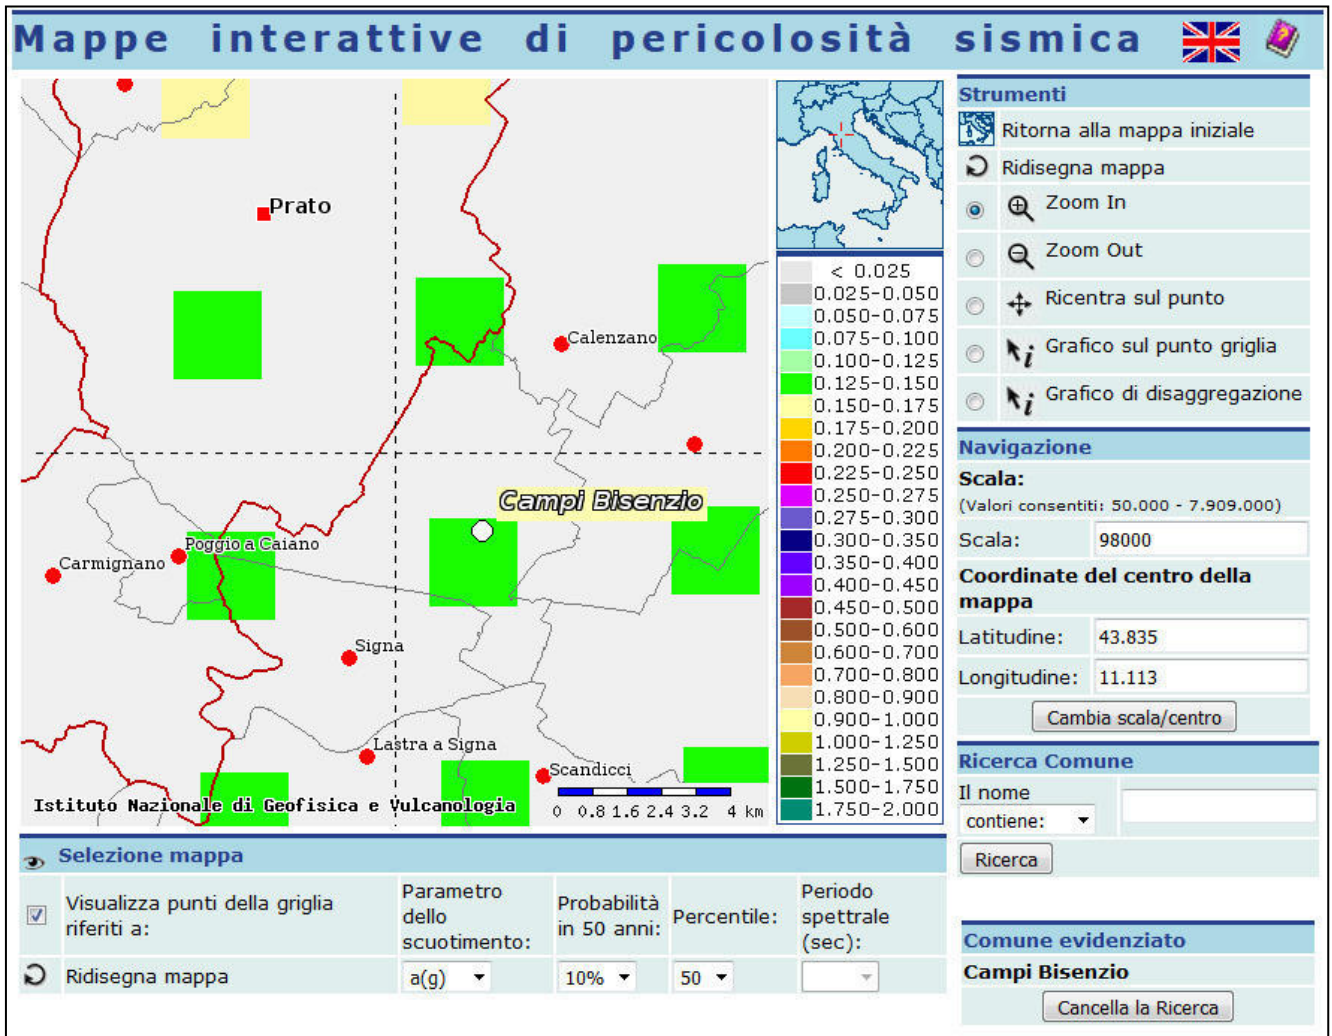 Mappe interattive di pericolosità sismica
Prato
Calenzano
Campi Bisenzio
Poggio a Caiano
Carmignano
Signa
Lastra a Signa
Scandicci
Istituto Nazionale di Geofisica e Vulcanologia
0 0.8 1.6 2.4 3.2 4 km
< 0.025
0.025-0.050
0.050-0.075
0.075-0.100
0.100-0.125
0.125-0.150
0.150-0.175
0.175-0.200
0.200-0.225
0.225-0.250
0.250-0.275
0.275-0.300
0.300-0.350
0.350-0.400
0.400-0.450
0.450-0.500
0.500-0.600
0.600-0.700
0.700-0.800
0.800-0.900
0.900-1.000
1.000-1.250
1.250-1.500
1.500-1.750
1.750-2.000
Strumenti
Ritorna alla mappa iniziale
Ridisegna mappa
Zoom In
Zoom Out
Ricentra sul punto
Grafico sul punto griglia
Grafico di disaggregazione
Navigazione
Scala:
(Valori consentiti: 50.000 - 7.909.000)
Scala: 98000
Coordinate del centro della
mappa
Latitudine: 43.835
Longitudine: 11.113
Cambia scala/centro
Ricerca Comune
Il nome
contiene:
Ricerca
Comune evidenziato
Campi Bisenzio
Cancella la Ricerca
Selezione mappa
Visualizza punti della griglia
riferiti a:
Parametro
dello
scuotimento:
Probabilità
in 50 anni:
Percentile:
Periodo
spettrale
(sec):
Ridisegna mappa a(g) 10% 50